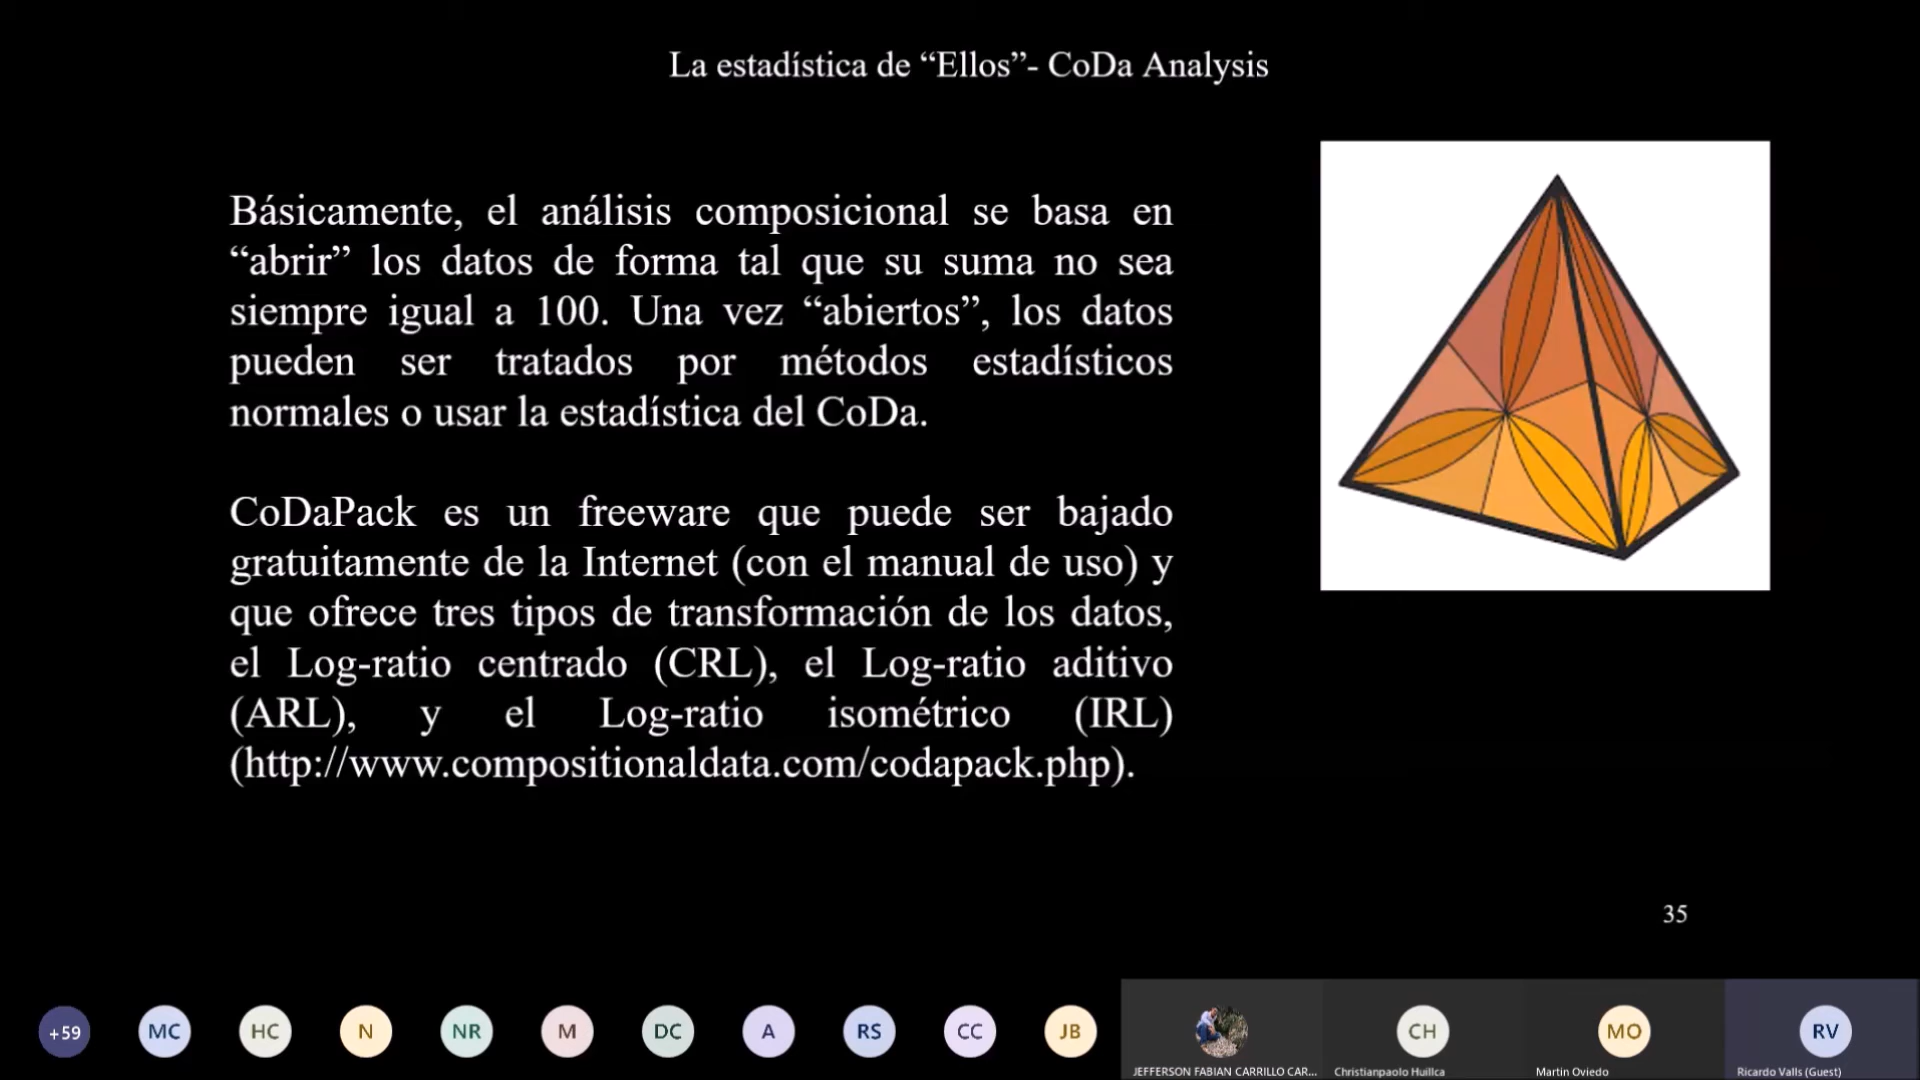 La estadística de “Ellos”- CoDa Analysis
Básicamente, el análisis composicional se basa en
“abrir” los datos de forma tal que su suma no sea
siempre igual a 100. Una vez “abiertos”, los datos
pueden ser tratados por métodos estadísticos
normales o usar la estadística del CoDa.
CoDaPack es un freeware que puede ser bajado
gratuitamente de la Internet (con el manual de uso) y
que ofrece tres tipos de transformación de los datos,
el Log-ratio centrado (CRL), el Log-ratio aditivo
(ARL), y el Log-ratio isométrico (IRL)
(http://www.compositionaldata.com/codapack.php).
35
+59 MC HC N NR M DC A RS CC JB CH MO RV
JEFFERSON FABIAN CARRILLO CAR... Christianpaolo Huillca Martin Oviedo Ricardo Valls (Guest)